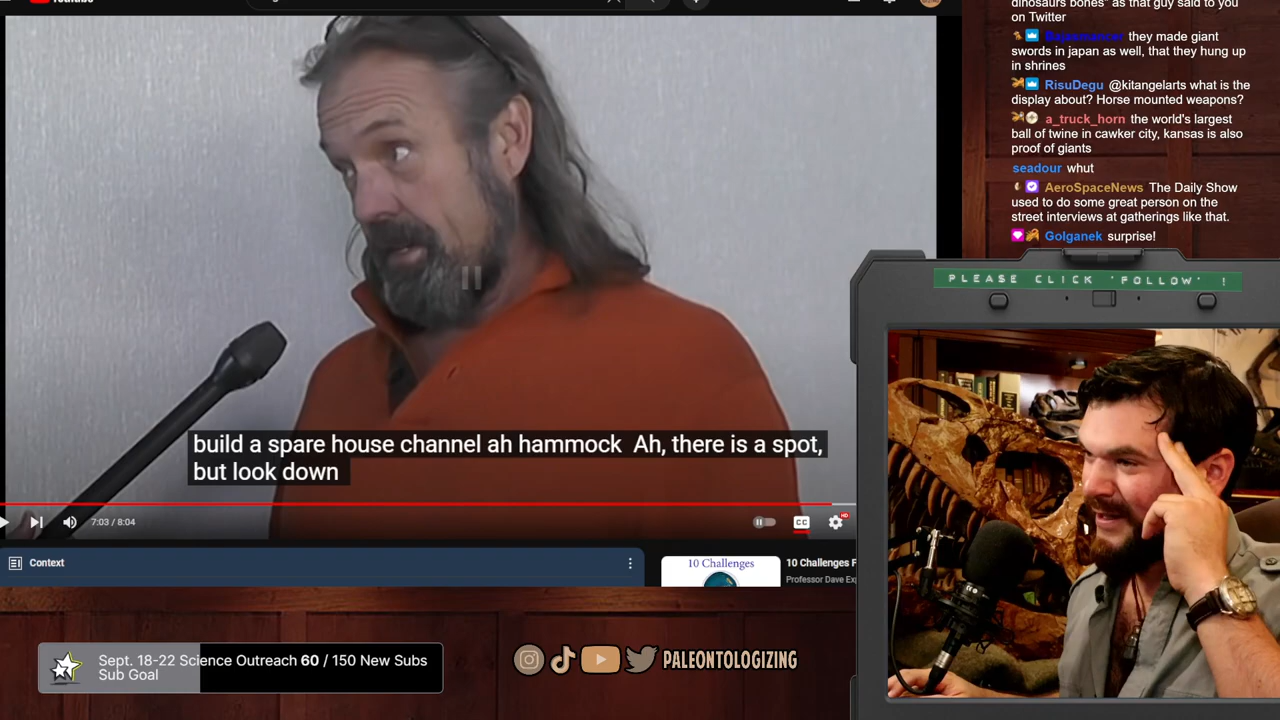 dinosaurs bones" as that guy said to you
on Twitter
Bajasmancer they made giant
swords in japan as well, that they hung up
in shrines
RisuDegu @kitangelarts what is the
display about? Horse mounted weapons?
a_truck_horn the world's largest
ball of twine in cawker city, kansas is also
proof of giants
seadour whut
AeroSpaceNews The Daily Show
used to do some great person on the
street interviews at gatherings like that.
Golganek surprise!
PLEASE CLICK 'FOLLOW' !
build a spare house channel ah hammock Ah, there is a spot,
but look down
7:03 / 8:04
CC
HD
Context
10 Challenges
10 Challenges F
Professor Dave Exp
Sept. 18-22 Science Outreach 60 / 150 New Subs
Sub Goal
PALEONTOLOGIZING